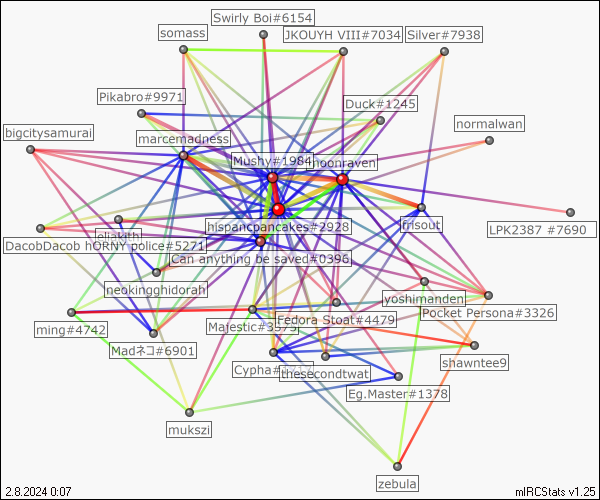 Swirly Boi#6154
somass
JKOUYH VIII#7034
Silver#7938
Pikabro#9971
Duck#1245
normalwan
bigcitysamurai
marcemadness
Mushy#1984
moonraven
LPK2387 #7690
frisout
hispancpancakes#2928
DacobDacob hORNY police#5271
Can anything be saved#0396
neakingghidorah
yoshimanden
Pocket Persona#3326
ming#4742
Majestic#3575
Fedora Stoat#4479
Madネコ#6901
shawntee9
thesecondtwat
Eg.Master#1378
mukszi
zebula
2.8.2024 0:07
mIRCStats v1.25